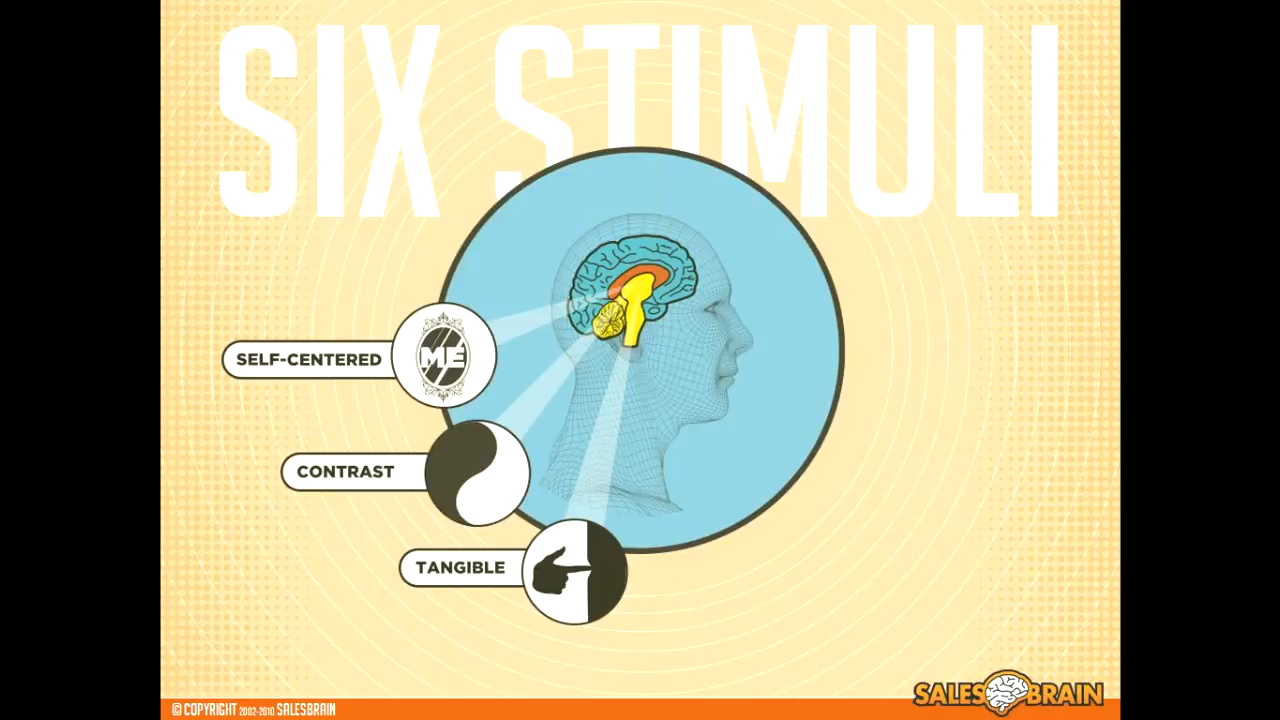 SIX STIMULI
SELF-CENTERED
ME
CONTRAST
TANGIBLE
SALESBRAIN
© COPYRIGHT 2002-2010 SALESBRAIN